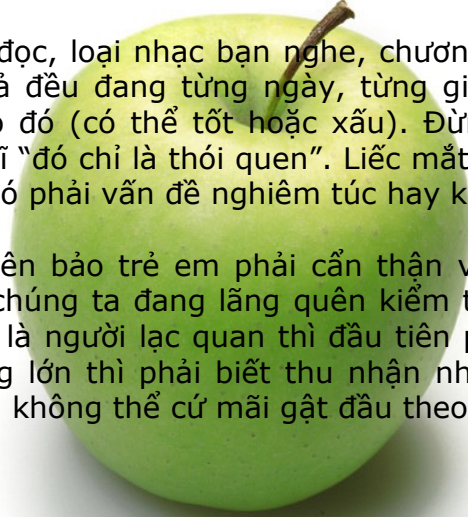 đọc, loại nhạc bạn nghe, chươn
ả đều đang từng ngày, từng gi
o đó (có thể tốt hoặc xấu). Đừn
ĩ “đó chỉ là thói quen”. Liếc mắt
ó phải vấn đề nghiêm túc hay k
ên bảo trẻ em phải cẩn thận v
chúng ta đang lãng quên kiểm t
là người lạc quan thì đầu tiên p
g lớn thì phải biết thu nhận nh
không thể cứ mãi gật đầu theo